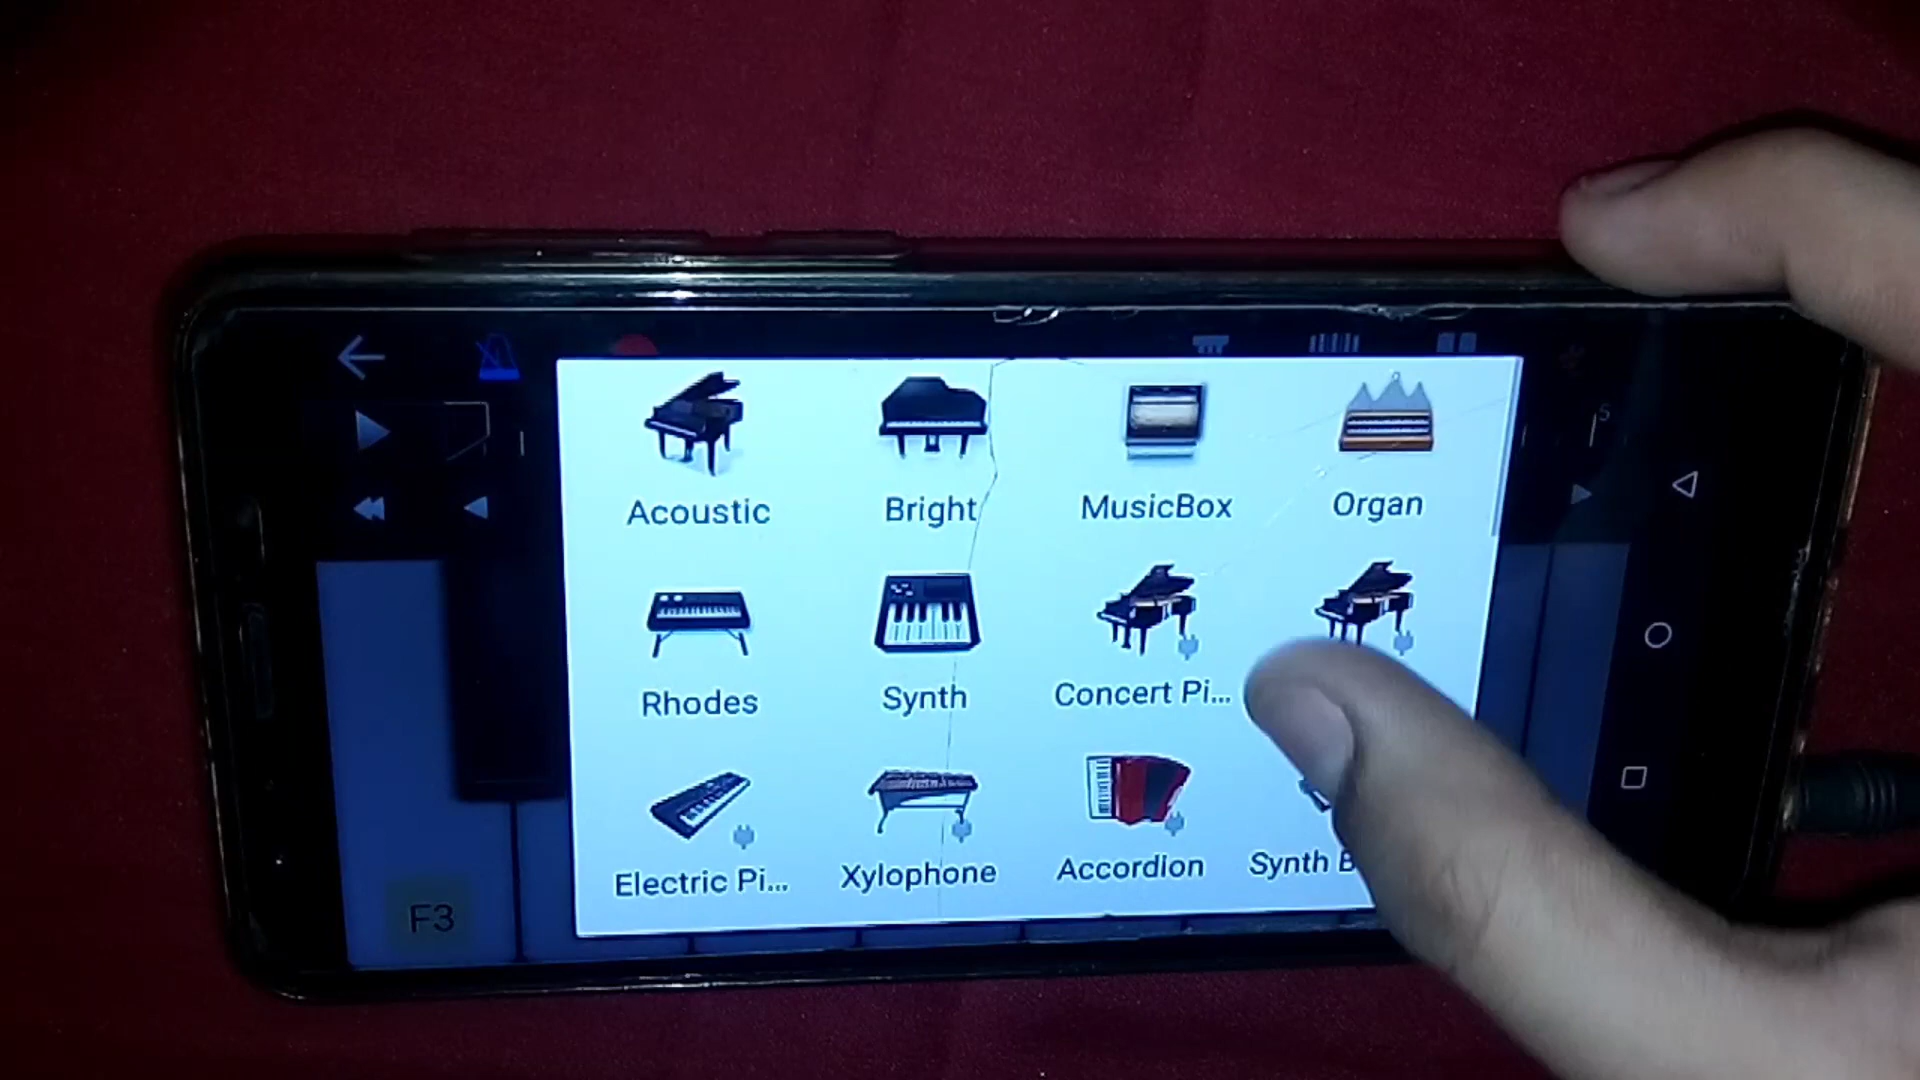 Acoustic Bright MusicBox Organ
Rhodes Synth Concert Pi...
Electric Pi... Xylophone Accordion Synth B
F3